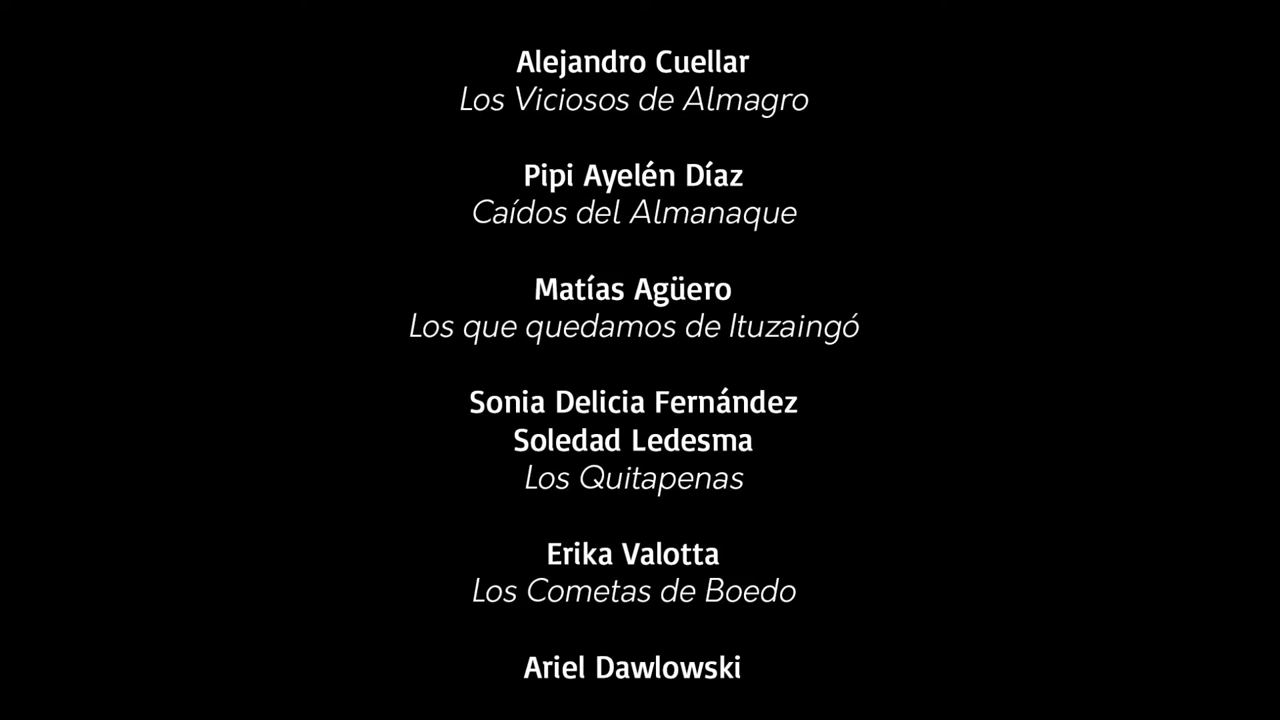 Alejandro Cuellar
Los Viciosos de Almagro
Pipi Ayelén Díaz
Caídos del Almanaque
Matías Agüero
Los que quedamos de Ituzaingó
Sonia Delicia Fernández
Soledad Ledesma
Los Quitapenas
Erika Valotta
Los Cometas de Boedo
Ariel Dawlowski